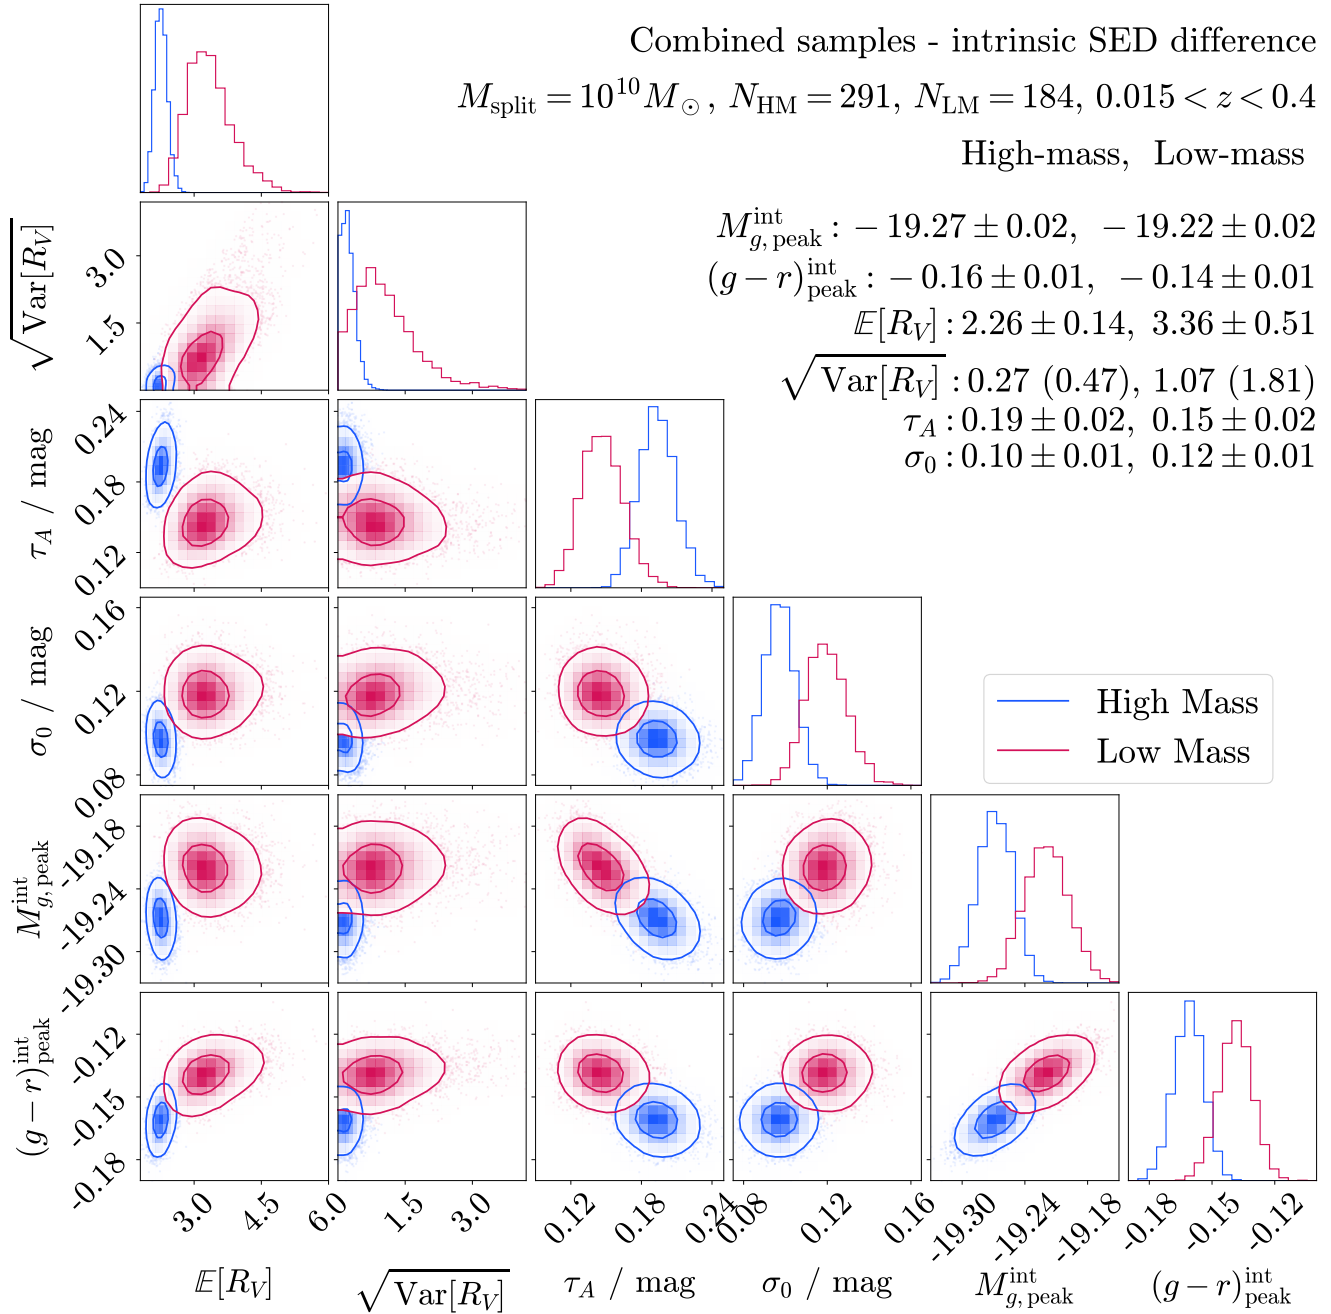 Combined samples - intrinsic SED difference
M_split = 10^10 M_⊙, N_HM = 291, N_LM = 184, 0.015 < z < 0.4
High-mass, Low-mass
M^int_g, peak : −19.27 ± 0.02, −19.22 ± 0.02
(g − r)^int_peak : −0.16 ± 0.01, −0.14 ± 0.01
𝔼[R_V] : 2.26 ± 0.14, 3.36 ± 0.51
√Var[R_V] : 0.27 (0.47), 1.07 (1.81)
τ_A : 0.19 ± 0.02, 0.15 ± 0.02
σ_0 : 0.10 ± 0.01, 0.12 ± 0.01
√Var[R_V]
3.0
1.5
τ_A / mag
0.24
0.18
0.12
σ_0 / mag
0.16
0.12
0.08
High Mass
Low Mass
M^int_g, peak
-19.18
-19.24
-19.30
(g − r)^int_peak
-0.12
-0.15
-0.18
3.0 4.5 6.0
0.0 1.5 3.0
0.12 0.18 0.24
0.08 0.12 0.16
-19.30 -19.24 -19.18
-0.18 -0.15 -0.12
𝔼[R_V]
√Var[R_V]
τ_A / mag
σ_0 / mag
M^int_g, peak
(g − r)^int_peak